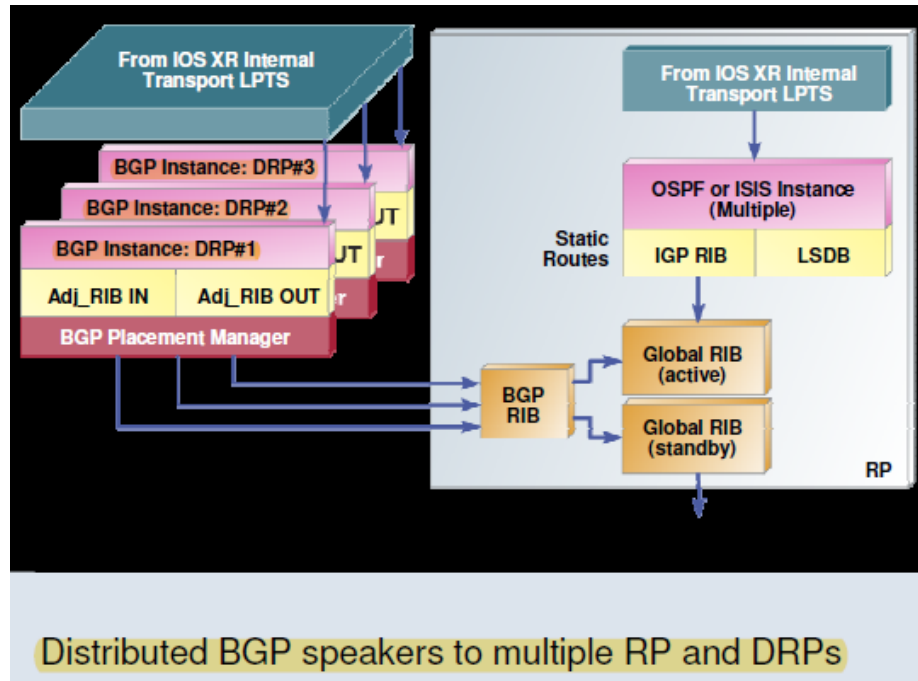 From IOS XR Internal
Transport LPTS
BGP Instance: DRP#3
BGP Instance: DRP#2
UT
BGP Instance: DRP#1
UT
r
Adj_RIB IN
Adj_RIB OUT
r
BGP Placement Manager
From IOS XR Internal
Transport LPTS
OSPF or ISIS Instance
(Multiple)
Static
Routes
IGP RIB
LSDB
BGP
RIB
Global RIB
(active)
Global RIB
(standby)
RP
Distributed BGP speakers to multiple RP and DRPs